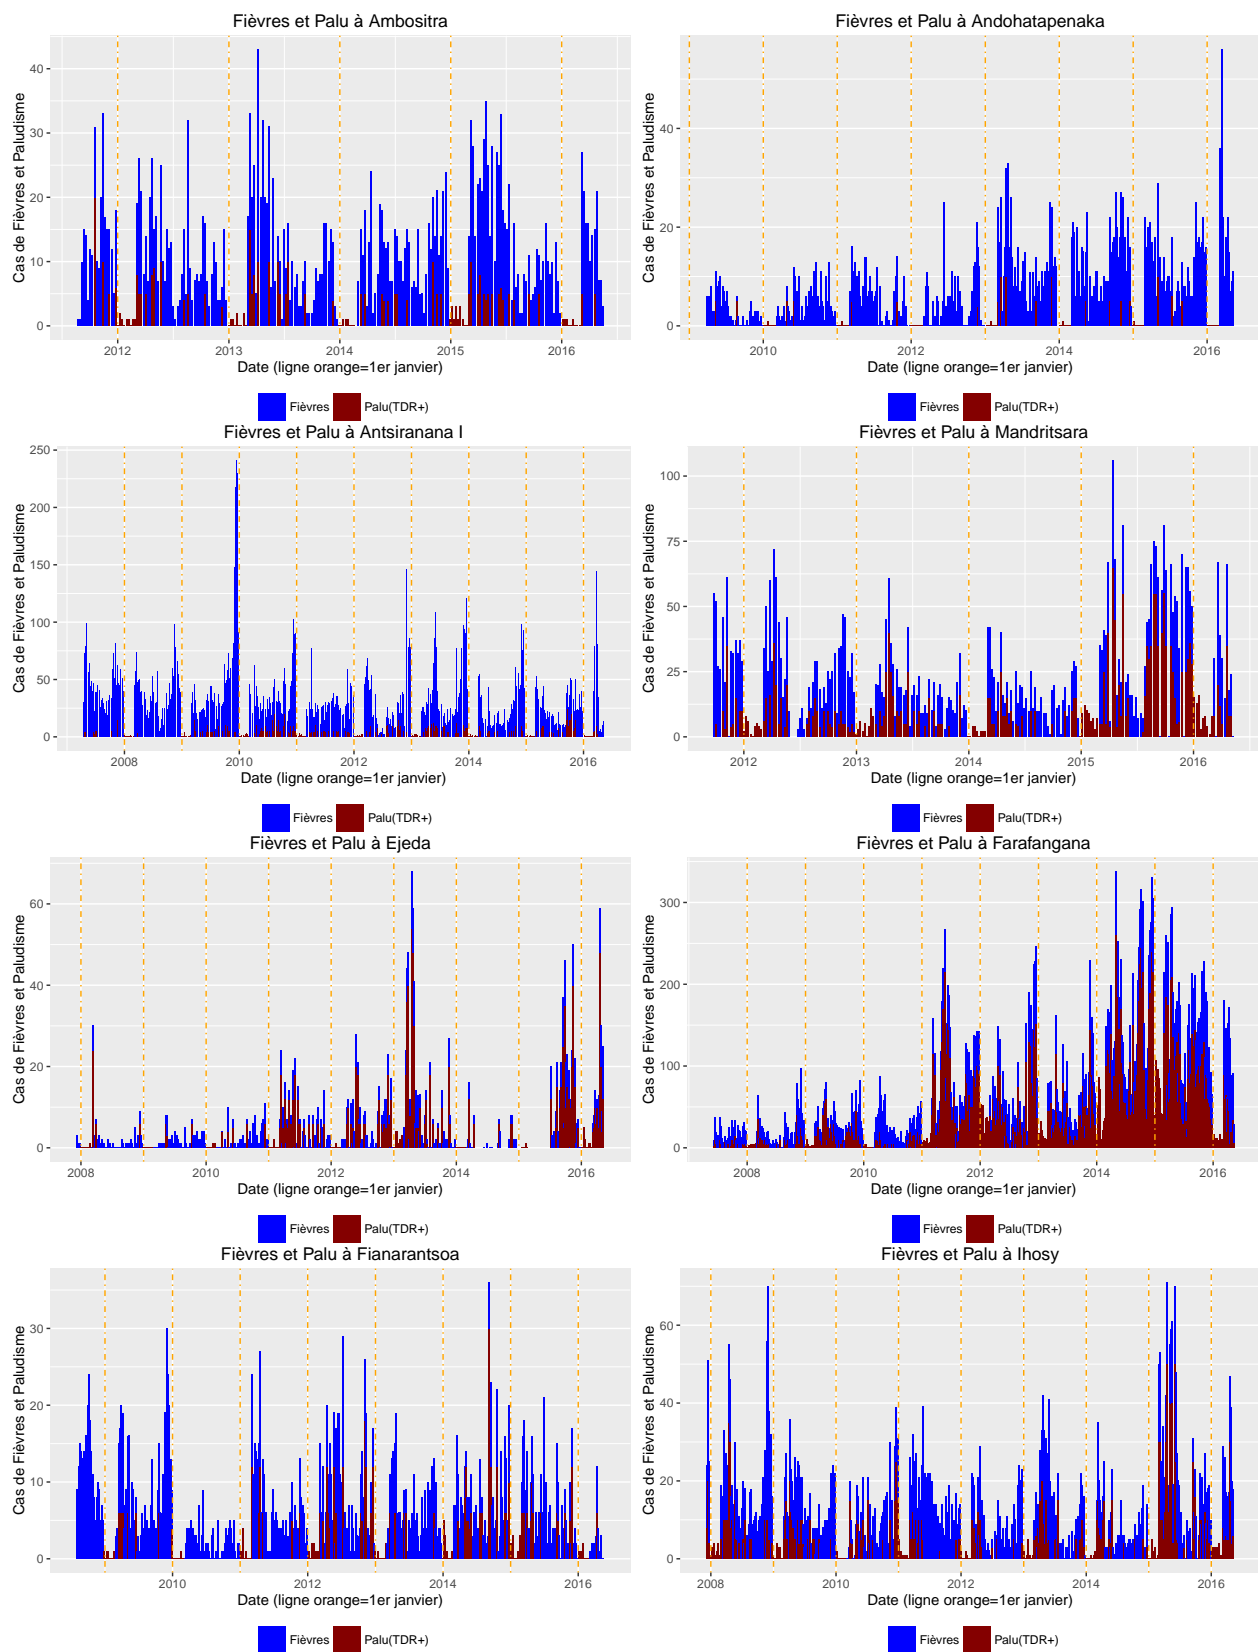 Fièvres et Palu à Ambositra
Cas de Fièvres et Paludisme
40
30
20
10
0
2012 2013 2014 2015 2016
Date (ligne orange=1er janvier)
Fièvres Palu(TDR+)
Fièvres et Palu à Andohatapenaka
Cas de Fièvres et Paludisme
40
20
0
2010 2012 2014 2016
Date (ligne orange=1er janvier)
Fièvres Palu(TDR+)
Fièvres et Palu à Antsiranana I
Cas de Fièvres et Paludisme
250
200
150
100
50
0
2008 2010 2012 2014 2016
Date (ligne orange=1er janvier)
Fièvres Palu(TDR+)
Fièvres et Palu à Mandritsara
Cas de Fièvres et Paludisme
100
75
50
25
0
2012 2013 2014 2015 2016
Date (ligne orange=1er janvier)
Fièvres Palu(TDR+)
Fièvres et Palu à Ejeda
Cas de Fièvres et Paludisme
60
40
20
0
2008 2010 2012 2014 2016
Date (ligne orange=1er janvier)
Fièvres Palu(TDR+)
Fièvres et Palu à Farafangana
Cas de Fièvres et Paludisme
300
200
100
0
2008 2010 2012 2014 2016
Date (ligne orange=1er janvier)
Fièvres Palu(TDR+)
Fièvres et Palu à Fianarantsoa
Cas de Fièvres et Paludisme
30
20
10
0
2010 2012 2014 2016
Date (ligne orange=1er janvier)
Fièvres Palu(TDR+)
Fièvres et Palu à Ihosy
Cas de Fièvres et Paludisme
60
40
20
0
2008 2010 2012 2014 2016
Date (ligne orange=1er janvier)
Fièvres Palu(TDR+)